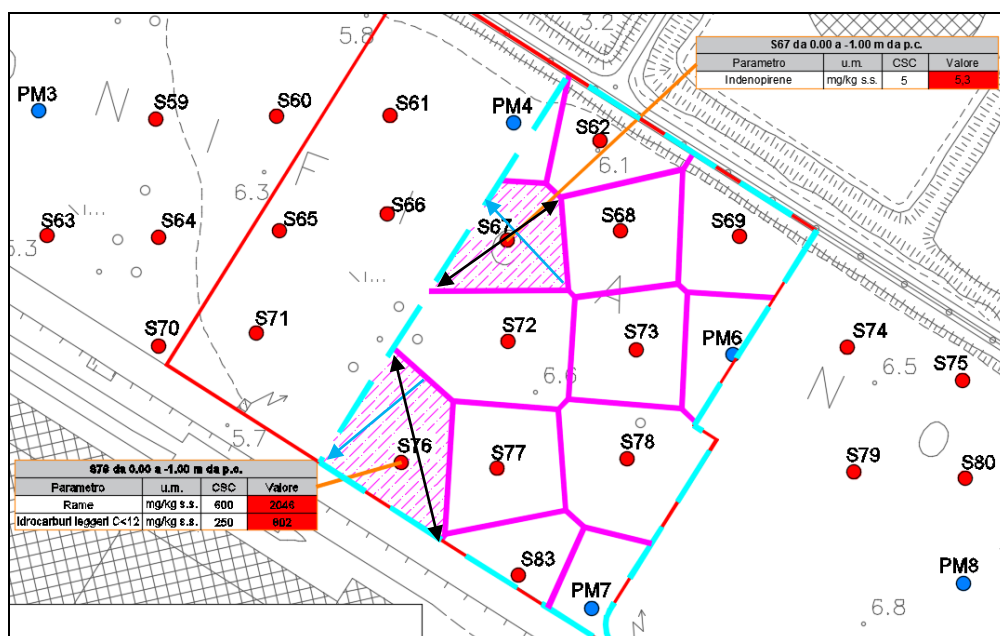 5.8
3.2
S67 da 0.00 a -1.00 m da p.c.
Parametro u.m. CSC Valore
Indenopirene mg/kg s.s. 5 5,3
PM3
S59
S60
S61
PM4
S62
6.1
N
F
6.3
S63
S64
S65
S66
S67
S68
S69
5.3
A
S70
S71
S72
S73
PM6
S74
6.5
S75
6.6
N
5.7
S76
S77
S78
S79
S80
S76 da 0.00 a -1.00 m da p.c.
Parametro u.m. CSC Valore
Rame mg/kg s.s. 600 2046
Idrocarburi leggeri C<12 mg/kg s.s. 250 602
S83
PM7
PM8
6.8